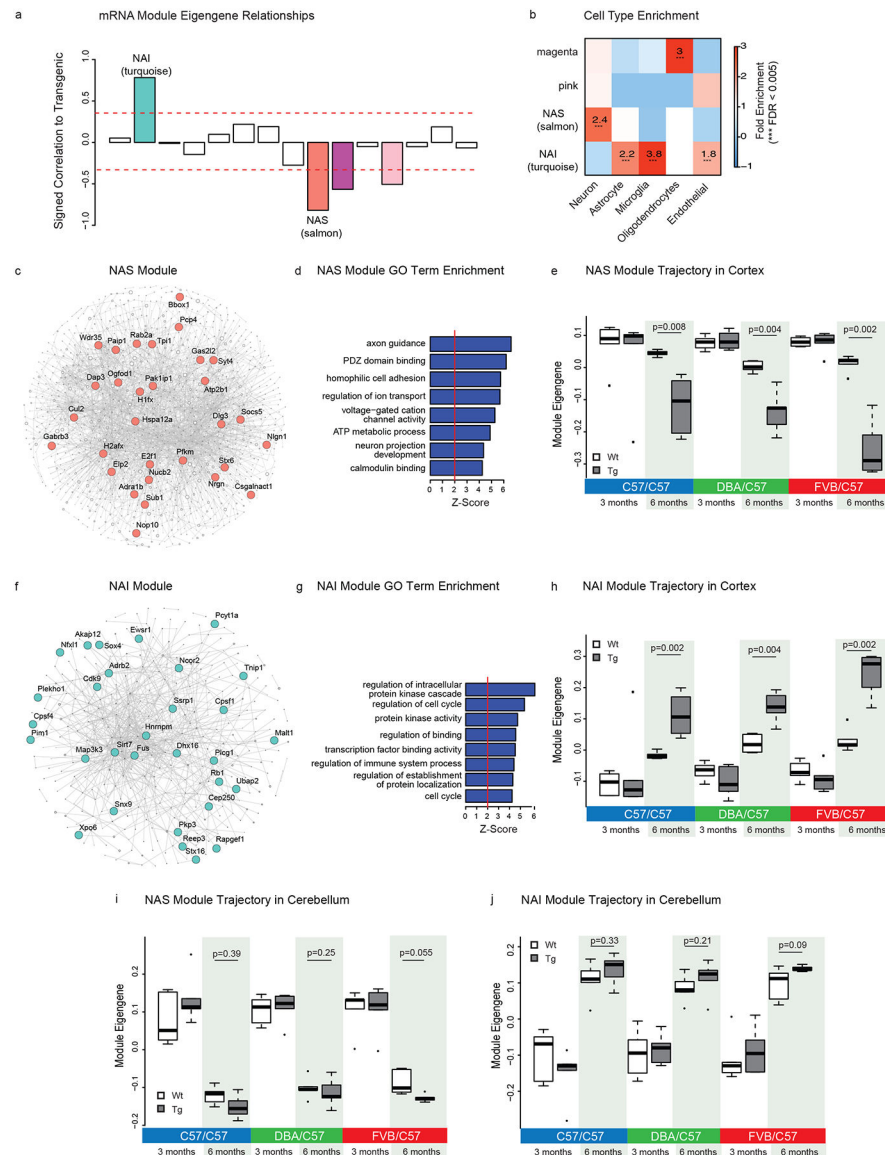 a
mRNA Module Eigengene Relationships
Signed Correlation to Transgenic
1.0
0.5
0.0
-0.5
-1.0
NAI
(turquoise)
NAS
(salmon)
b
Cell Type Enrichment
magenta
pink
NAS
(salmon)
NAI
(turquoise)
3
***
2.4
***
2.2
***
3.8
***
1.8
***
Neuron
Astrocyte
Microglia
Oligodendrocytes
Endothelial
3
2
1
0
−1
Fold Enrichment
(*** FDR < 0.005)
c
NAS Module
Bbox1
Pcp4
Wdr35
Rab2a
Paip1
Tpi1
Gas2l2
Syt4
Dap3
Ogfod1
Pak1ip1
H1fx
Atp2b1
Cul2
Hspa12a
Dlg3
Socs5
Gabrb3
Nlgn1
H2afx
E2f1
Pfkm
Stx6
Elp2
Nucb2
Nrgn
Adra1b
Sub1
Csgalnact1
Nop10
d
NAS Module GO Term Enrichment
axon guidance
PDZ domain binding
homophilic cell adhesion
regulation of ion transport
voltage-gated cation
channel activity
ATP metabolic process
neuron projection
development
calmodulin binding
0 1 2 3 4 5 6
Z-Score
e
NAS Module Trajectory in Cortex
Module Eigengene
0.1
0.0
-0.1
-0.2
-0.3
Wt
Tg
p=0.008
p=0.004
p=0.002
C57/C57
DBA/C57
FVB/C57
3 months
6 months
3 months
6 months
3 months
6 months
f
NAI Module
Pcyt1a
Akap12
Ewsr1
Nfxl1
Sox4
Adrb2
Ncor2
Tnip1
Cdk9
Plekho1
Ssrp1
Cpsf1
Cpsf4
Pim1
Hnrnpm
Malt1
Map3k3
Sirt7
Fus
Dhx16
Plcg1
Rb1
Ubap2
Snx9
Cep250
Xpo6
Pkp3
Reep3
Rapgef1
Stx16
g
NAI Module GO Term Enrichment
regulation of intracellular
protein kinase cascade
regulation of cell cycle
protein kinase activity
regulation of binding
transcription factor binding activity
regulation of immune system process
regulation of establishment
of protein localization
cell cycle
0 1 2 3 4 5 6
Z-Score
h
NAI Module Trajectory in Cortex
Module Eigengene
0.3
0.2
0.1
0.0
-0.1
Wt
Tg
p=0.002
p=0.004
p=0.002
C57/C57
DBA/C57
FVB/C57
3 months
6 months
3 months
6 months
3 months
6 months
i
NAS Module Trajectory in Cerebellum
Module Eigengene
0.2
0.1
0.0
-0.1
-0.2
Wt
Tg
p=0.39
p=0.25
p=0.055
C57/C57
DBA/C57
FVB/C57
3 months
6 months
3 months
6 months
3 months
6 months
j
NAI Module Trajectory in Cerebellum
Module Eigengene
0.2
0.1
0.0
-0.1
-0.2
Wt
Tg
p=0.33
p=0.21
p=0.09
C57/C57
DBA/C57
FVB/C57
3 months
6 months
3 months
6 months
3 months
6 months